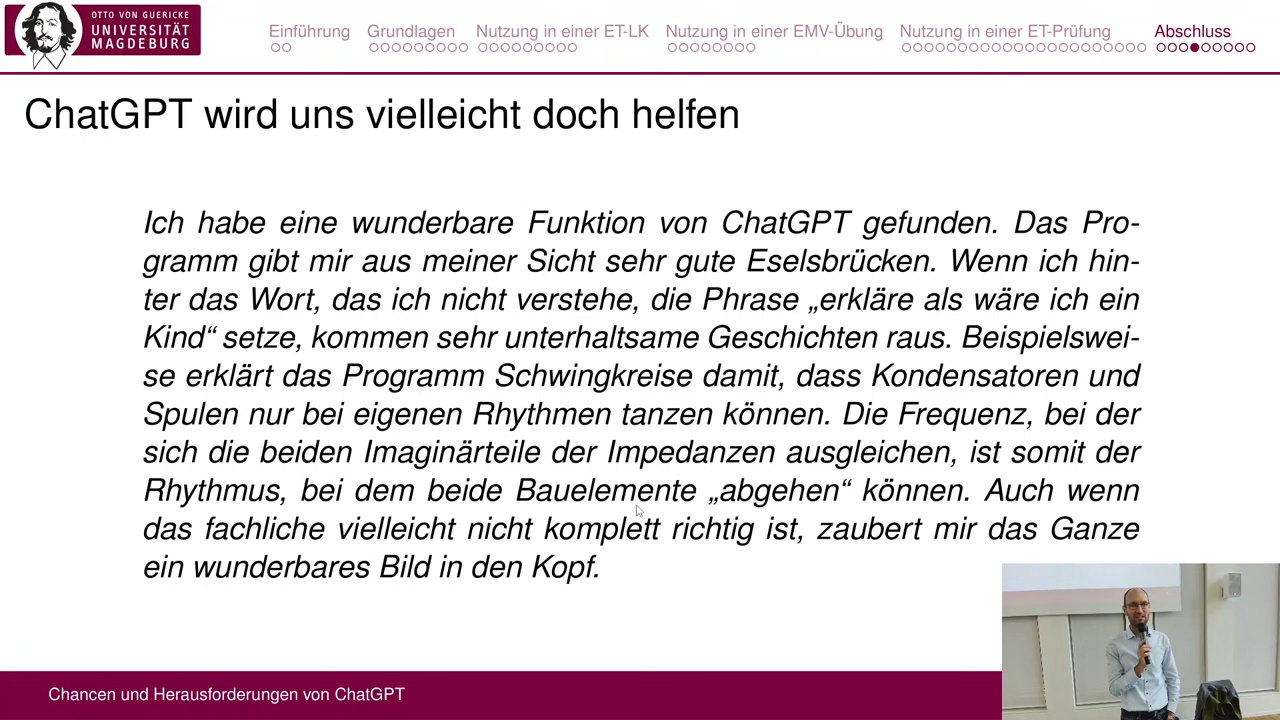 OTTO VON GUERICKE
UNIVERSITÄT
MAGDEBURG
Einführung
Grundlagen
Nutzung in einer ET-LK
Nutzung in einer EMV-Übung
Nutzung in einer ET-Prüfung
Abschluss
ChatGPT wird uns vielleicht doch helfen
Ich habe eine wunderbare Funktion von ChatGPT gefunden. Das Pro-
gramm gibt mir aus meiner Sicht sehr gute Eselsbrücken. Wenn ich hin-
ter das Wort, das ich nicht verstehe, die Phrase „erkläre als wäre ich ein
Kind“ setze, kommen sehr unterhaltsame Geschichten raus. Beispielswei-
se erklärt das Programm Schwingkreise damit, dass Kondensatoren und
Spulen nur bei eigenen Rhythmen tanzen können. Die Frequenz, bei der
sich die beiden Imaginärteile der Impedanzen ausgleichen, ist somit der
Rhythmus, bei dem beide Bauelemente „abgehen“ können. Auch wenn
das fachliche vielleicht nicht komplett richtig ist, zaubert mir das Ganze
ein wunderbares Bild in den Kopf.
Chancen und Herausforderungen von ChatGPT